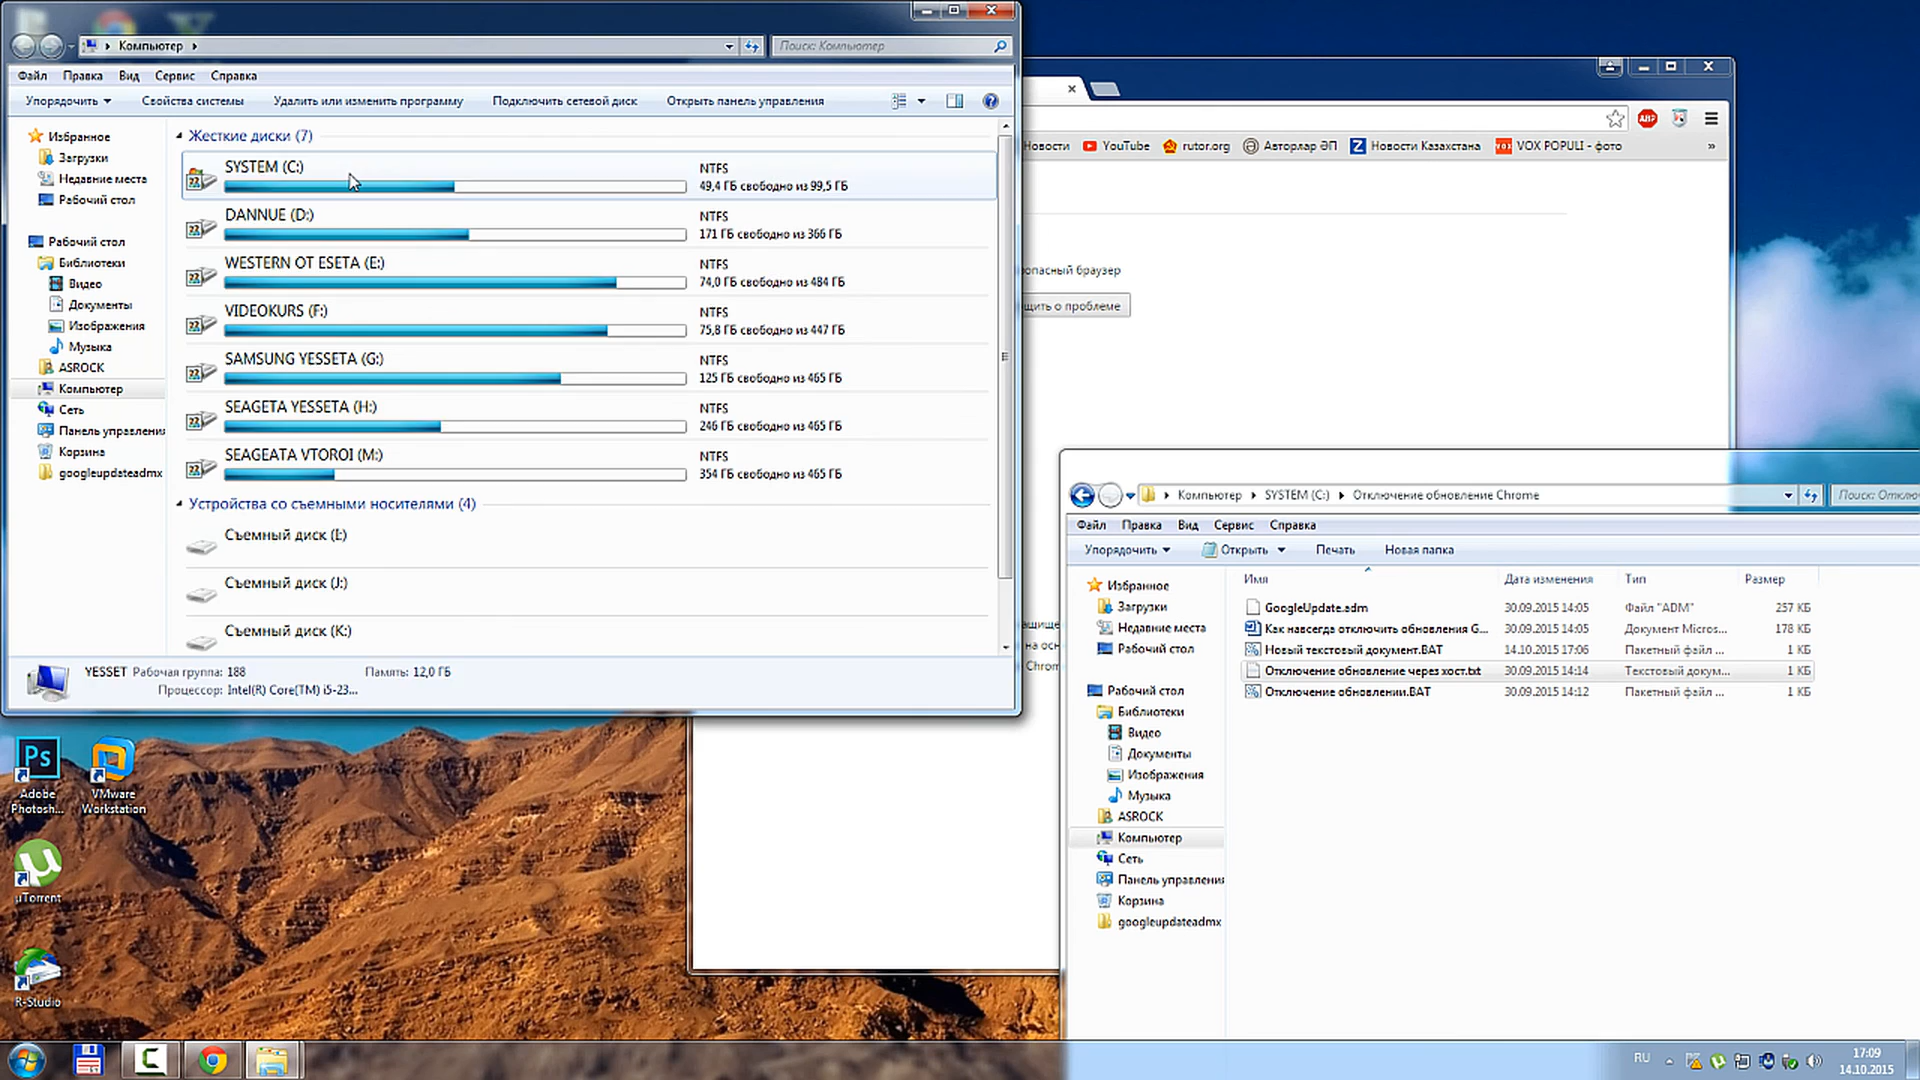 Компьютер
Поиск: Компьютер
Файл Правка Вид Сервис Справка
Упорядочить Свойства системы Удалить или изменить программу Подключить сетевой диск Открыть панель управления
Избранное
Загрузки
Недавние места
Рабочий стол
Рабочий стол
Библиотеки
Видео
Документы
Изображения
Музыка
ASROCK
Компьютер
Сеть
Панель управлени
Корзина
googleupdateadmx
Жесткие диски (7)
SYSTEM (C:)
NTFS
49,4 ГБ свободно из 99,5 ГБ
DANNUE (D:)
NTFS
171 ГБ свободно из 366 ГБ
WESTERN OT ESETA (E:)
NTFS
74,0 ГБ свободно из 484 ГБ
VIDEOKURS (F:)
NTFS
75,8 ГБ свободно из 447 ГБ
SAMSUNG YESSETA (G:)
NTFS
125 ГБ свободно из 465 ГБ
SEAGETA YESSETA (H:)
NTFS
246 ГБ свободно из 465 ГБ
SEAGEATA VTOROI (M:)
NTFS
354 ГБ свободно из 465 ГБ
Устройства со съемными носителями (4)
Съемный диск (I:)
Съемный диск (J:)
Съемный диск (K:)
YESSET Рабочая группа: 188 Память: 12,0 ГБ
Процессор: Intel(R) Core(TM) i5-23...
ABP
Новости YouTube rutor.org Авторлар ӘП Новости Казахстана VOX POPULI - фото
»
опасный браузер
щить о проблеме
ащище
на осн
Chrom
Компьютер SYSTEM (C:) Отключение обновление Chrome
Поиск: Отклю
Файл Правка Вид Сервис Справка
Упорядочить Открыть Печать Новая папка
Избранное
Загрузки
Недавние места
Рабочий стол
Рабочий стол
Библиотеки
Видео
Документы
Изображения
Музыка
ASROCK
Компьютер
Сеть
Панель управлени
Корзина
googleupdateadmx
Имя Дата изменения Тип Размер
GoogleUpdate.adm 30.09.2015 14:05 Файл "ADM" 257 КБ
Как навсегда отключить обновления G... 30.09.2015 14:05 Документ Micros... 178 КБ
Новый текстовый документ.BAT 14.10.2015 17:06 Пакетный файл ... 1 КБ
Отключение обновление через хост.txt 30.09.2015 14:14 Текстовый докум... 1 КБ
Отключение обновлении.BAT 30.09.2015 14:12 Пакетный файл ... 1 КБ
Ps
Adobe
Photosh...
VMware
Workstation
µTorrent
R-Studio
RU
17:09
14.10.2015